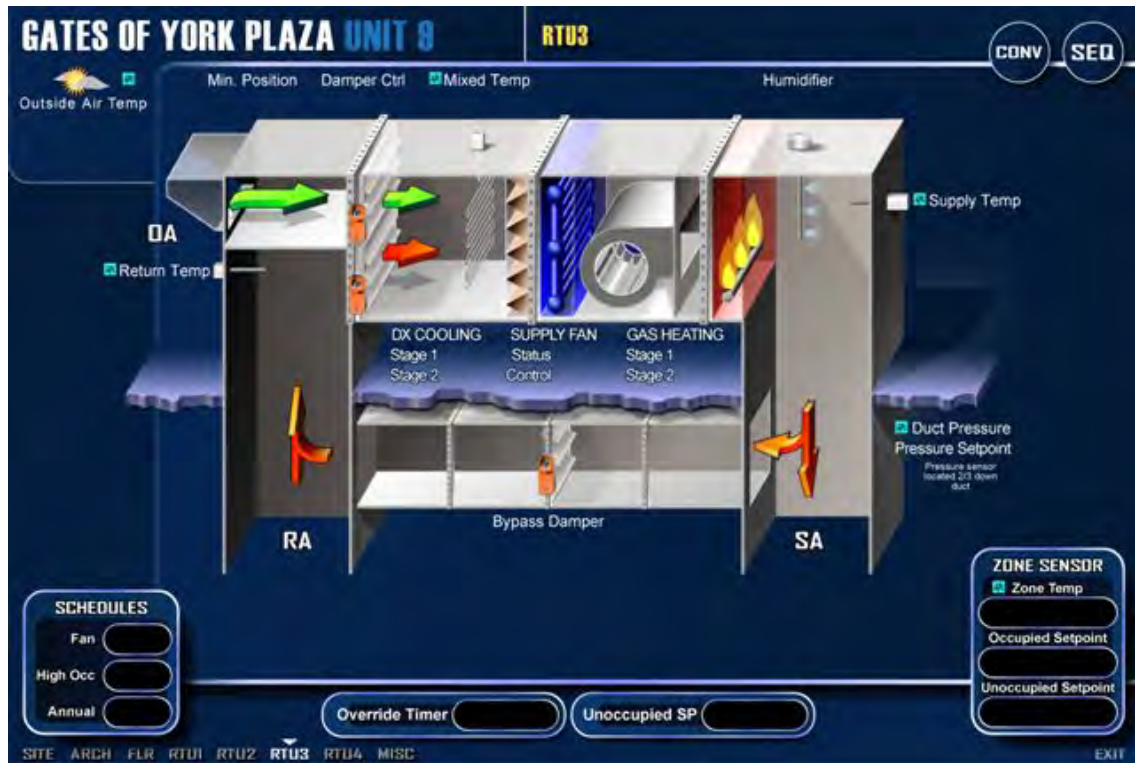 GATES OF YORK PLAZA UNIT 9
RTU3
CONV
SEQ
Outside Air Temp
Min. Position
Damper Ctrl
Mixed Temp
Humidifier
OA
Return Temp
Supply Temp
DX COOLING
Stage 1
Stage 2
SUPPLY FAN
Status
Control
GAS HEATING
Stage 1
Stage 2
Duct Pressure
Pressure Setpoint
Pressure sensor
located 2/3 down
duct
Bypass Damper
RA
SA
SCHEDULES
Fan
High Occ
Annual
ZONE SENSOR
Zone Temp
Occupied Setpoint
Unoccupied Setpoint
Override Timer
Unoccupied SP
SITE ARCH FLR RTU1 RTU2 RTU3 RTU4 MISC
EXIT